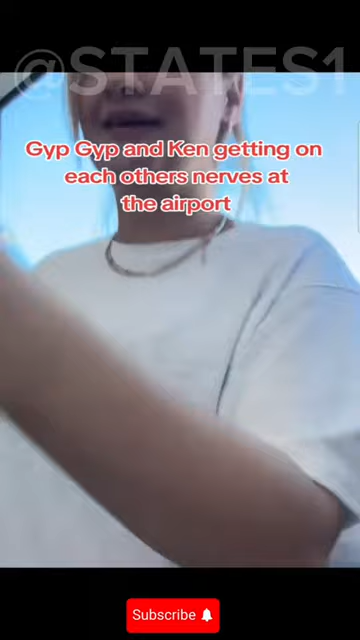 @STATES1
Gyp Gyp and Ken getting on
each others nerves at
the airport
Subscribe